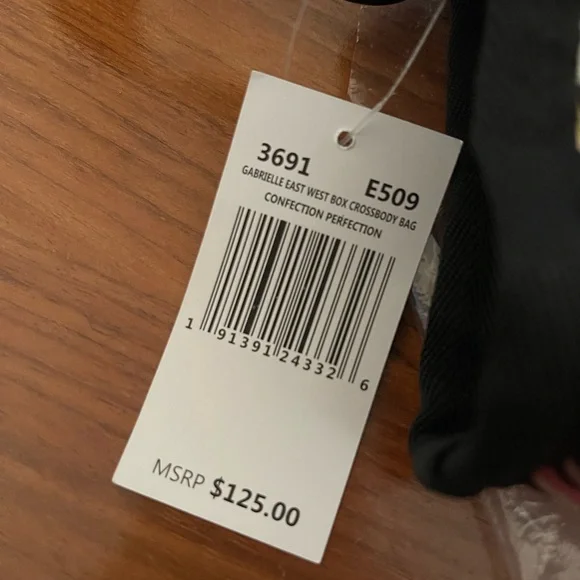 3691 E509
GABRIELLE EAST WEST BOX CROSSBODY BAG
CONFECTION PERFECTION
1 91391 24332 6
MSRP $125.00